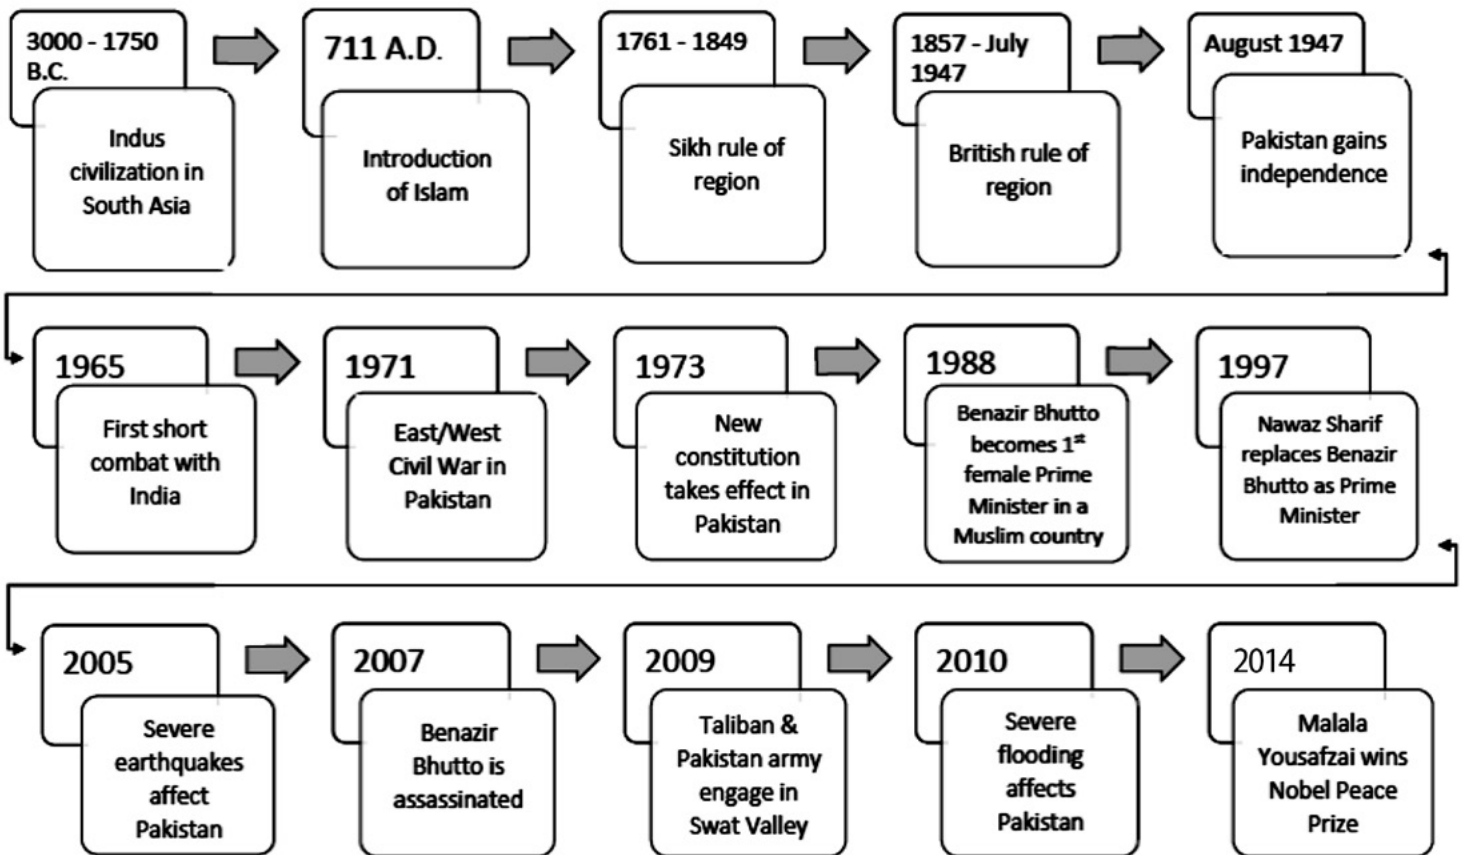 3000 - 1750
B.C.
Indus
civilization in
South Asia
711 A.D.
Introduction
of Islam
1761 - 1849
Sikh rule of
region
1857 - July
1947
British rule of
region
August 1947
Pakistan gains
independence
1965
First short
combat with
India
1971
East/West
Civil War in
Pakistan
1973
New
constitution
takes effect in
Pakistan
1988
Benazir Bhutto
becomes 1st
female Prime
Minister in a
Muslim country
1997
Nawaz Sharif
replaces Benazir
Bhutto as Prime
Minister
2005
Severe
earthquakes
affect
Pakistan
2007
Benazir
Bhutto is
assassinated
2009
Taliban &
Pakistan army
engage in
Swat Valley
2010
Severe
flooding
affects
Pakistan
2014
Malala
Yousafzai wins
Nobel Peace
Prize